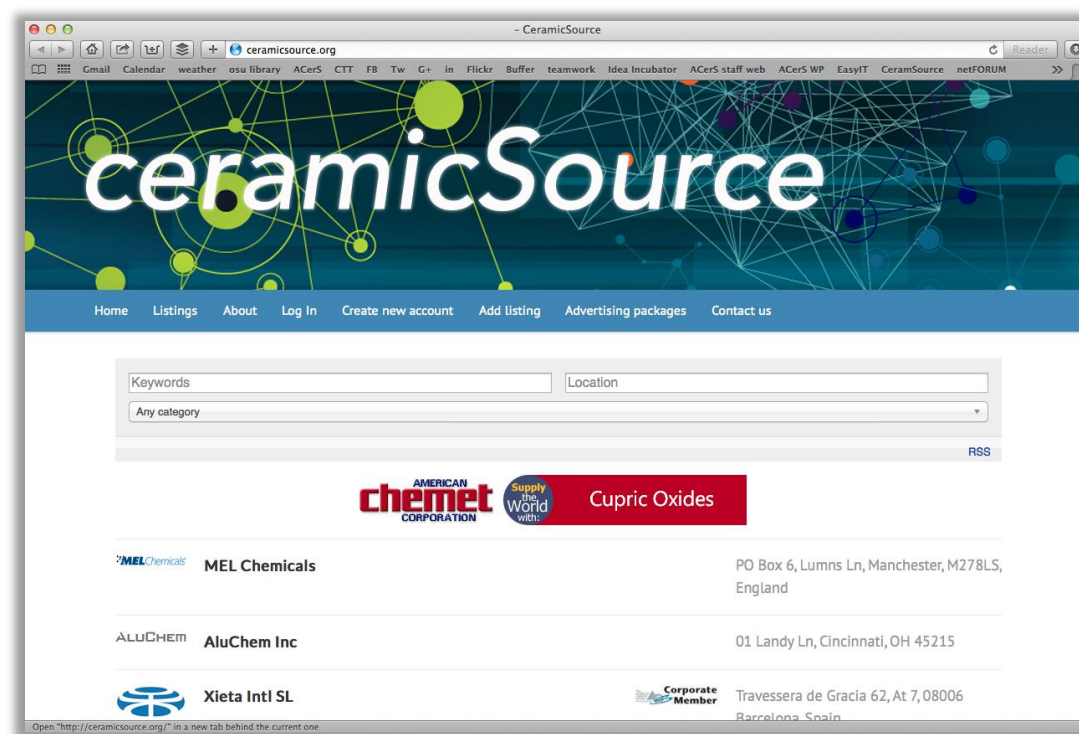 – CeramicSource
ceramicsource.org
Reader
Gmail Calendar weather osu library ACerS CTT FB Tw G+ in Flickr Buffer teamwork Idea Incubator ACerS staff web ACerS WP EasyIT CeramSource netFORUM »
ceramicSource
Home Listings About Log In Create new account Add listing Advertising packages Contact us
Keywords Location
Any category
RSS
AMERICAN
chemet
CORPORATION
Supply
the
World
with:
Cupric Oxides
MELChemicals MEL Chemicals PO Box 6, Lumns Ln, Manchester, M278LS,
England
ALUCHEM AluChem Inc 01 Landy Ln, Cincinnati, OH 45215
Xieta Intl SL Corporate
Member
Travessera de Gracia 62, At 7, 08006
Barcelona, Spain
Open "http://ceramicsource.org/" in a new tab behind the current one